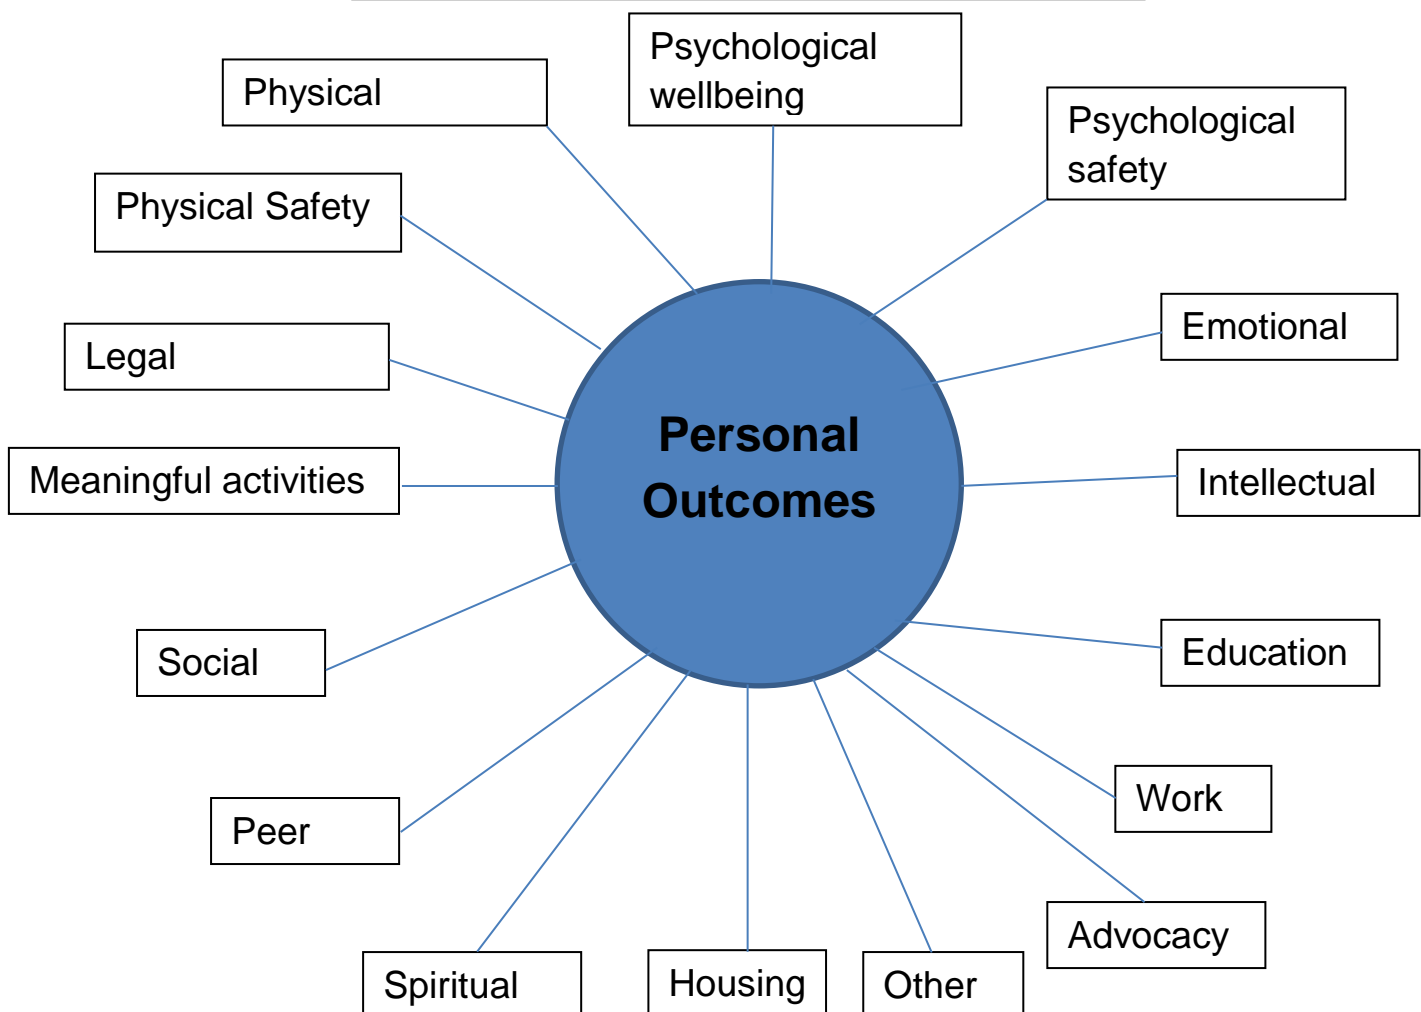 Psychological
wellbeing
Physical
Psychological
safety
Physical Safety
Emotional
Legal
Personal
Outcomes
Meaningful activities
Intellectual
Social
Education
Peer
Work
Advocacy
Spiritual
Housing
Other